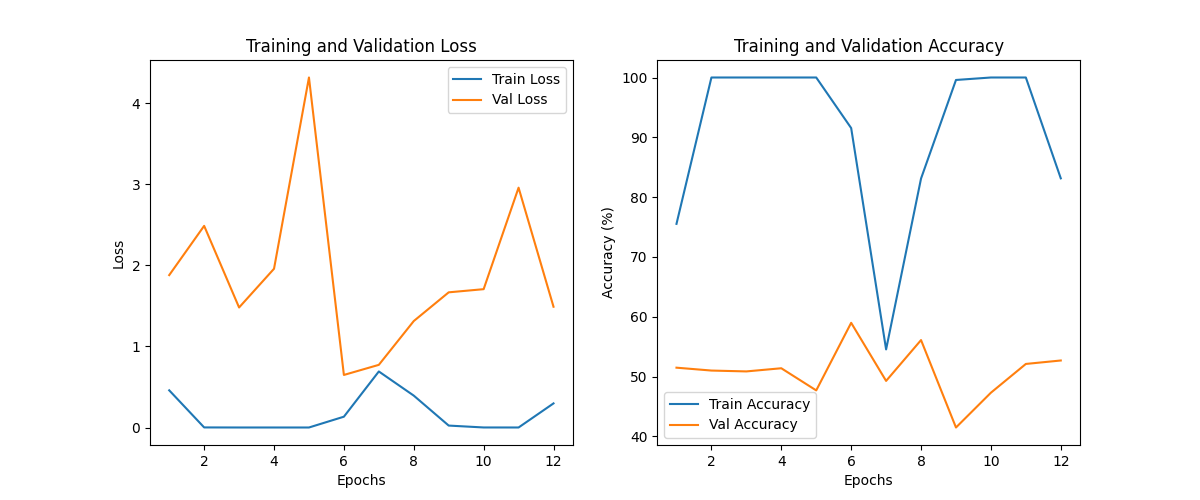 Training and Validation Loss
Train Loss
Val Loss
Loss
4
3
2
1
0
2 4 6 8 10 12
Epochs
Training and Validation Accuracy
Accuracy (%)
100
90
80
70
60
50
40
Train Accuracy
Val Accuracy
2 4 6 8 10 12
Epochs